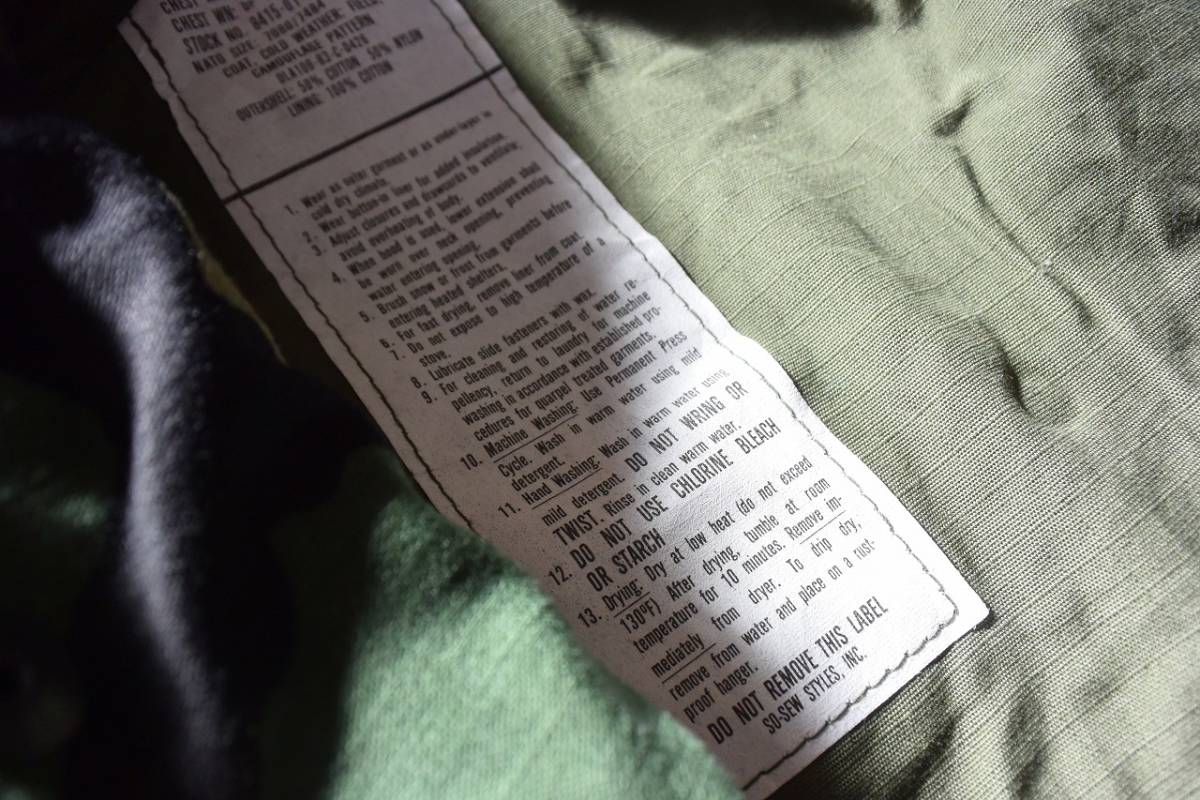 CHEST
CHEST WN:
STOCK NO. 8415-01
NATO SIZE: 7080/7484
COAT, COLD WEATHER: FIELD,
CAMOUFLAGE PATTERN
DLA100-83-C-0426
OUTERSHELL: 50% COTTON 50% NYLON
LINING: 100% COTTON
1. Wear as outer garment or as under-layer in
cold dry climate.
2. Wear button-in liner for added insulation.
3. Adjust closures and drawcords to ventilate;
avoid overheating of body.
4. When hood is used, lower extension shall
be worn over neck opening, preventing
water entering opening.
5. Brush snow or frost from garments before
entering heated shelters.
6. For fast drying, remove liner from coat.
7. Do not expose to high temperature of a
stove.
8. Lubricate slide fasteners with wax.
9. For cleaning and restoring of water re-
pellency, return to laundry for machine
washing in accordance with established pro-
cedures for quarpel treated garments.
10. Machine Washing: Use Permanent Press
Cycle. Wash in warm water using mild
detergent.
11. Hand Washing: Wash in warm water using
mild detergent. DO NOT WRING OR
TWIST. Rinse in clean warm water.
12. DO NOT USE CHLORINE BLEACH
OR STARCH
13. Drying: Dry at low heat (do not exceed
130°F) After drying, tumble at room
temperature for 10 minutes. Remove im-
mediately from dryer. To drip dry,
remove from water and place on a rust-
proof hanger.
DO NOT REMOVE THIS LABEL
SO-SEW STYLES, INC.